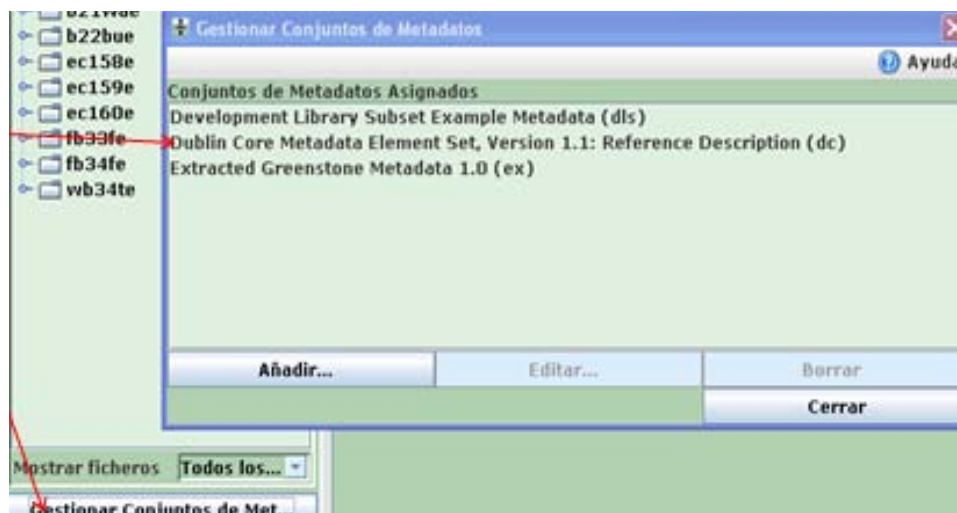 b21wae
b22bue
ec158e
ec159e
ec160e
fb33fe
fb34fe
wb34te
Gestionar Conjuntos de Metadatos
Ayuda
Conjuntos de Metadatos Asignados
Development Library Subset Example Metadata (dls)
Dublin Core Metadata Element Set, Version 1.1: Reference Description (dc)
Extracted Greenstone Metadata 1.0 (ex)
Añadir...
Editar...
Borrar
Cerrar
Mostrar ficheros
Todos los...
Gestionar Conjuntos de Met...